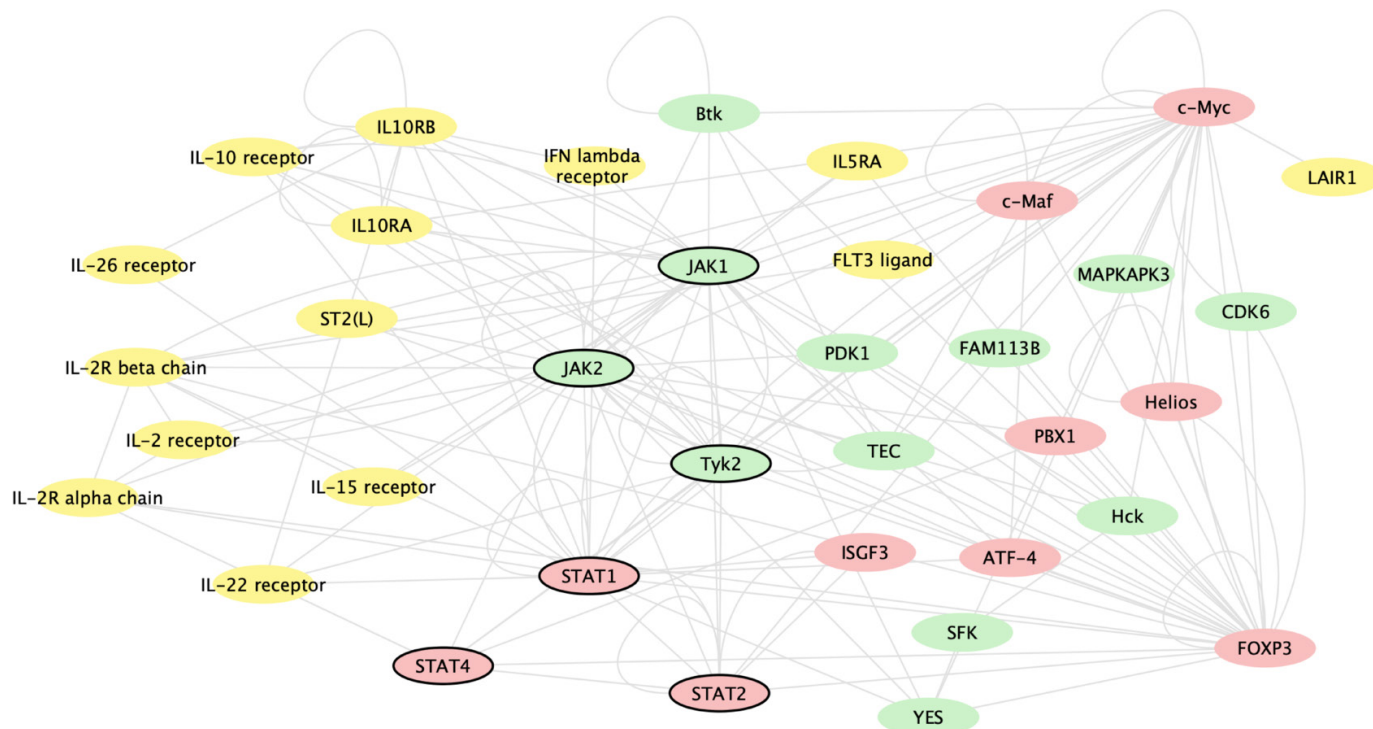 c-Myc
Btk
IL10RB
IL-10 receptor
IFN lambda
receptor
IL5RA
LAIR1
c-Maf
IL10RA
IL-26 receptor
JAK1
FLT3 ligand
MAPKAPK3
CDK6
ST2(L)
FAM113B
PDK1
IL-2R beta chain
JAK2
Helios
IL-2 receptor
PBX1
TEC
Tyk2
IL-15 receptor
IL-2R alpha chain
Hck
ISGF3
ATF-4
STAT1
IL-22 receptor
SFK
FOXP3
STAT4
STAT2
YES